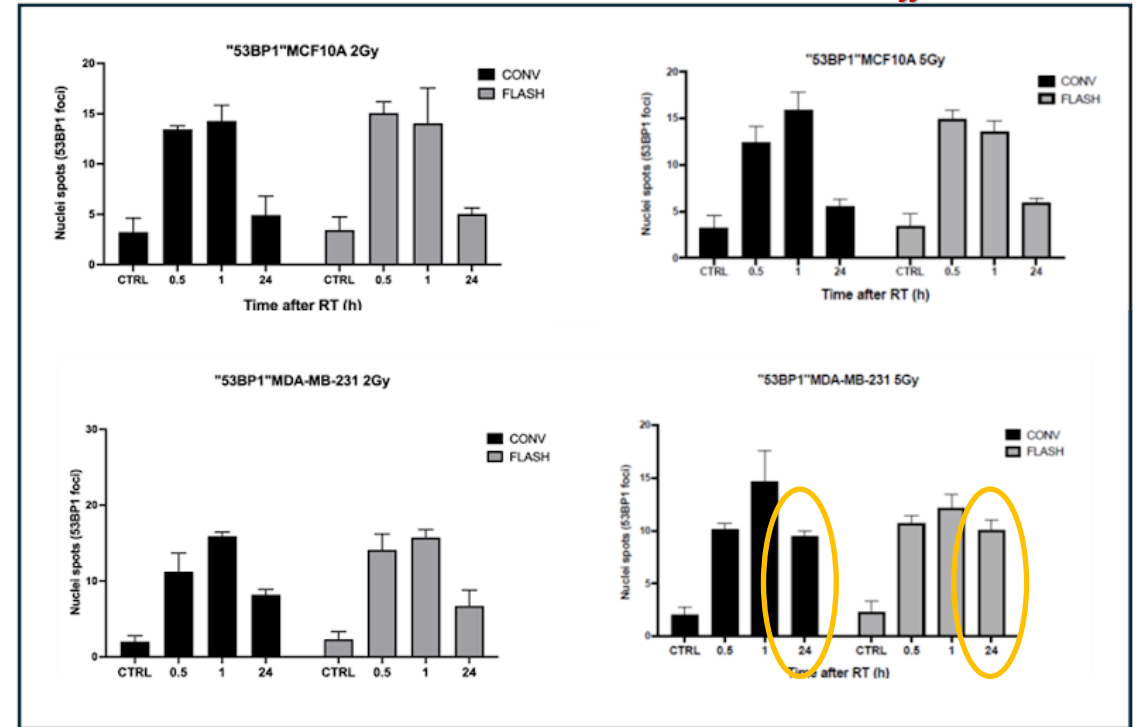 "53BP1"MCF10A 2Gy
CONV
FLASH
Nuclei spots (53BP1 foci)
20
15
10
5
0
CTRL 0.5 1 24 CTRL 0.5 1 24
Time after RT (h)
"53BP1"MCF10A 5Gy
CONV
FLASH
Nuclei spots (53BP1 foci)
20
15
10
5
0
CTRL 0.5 1 24 CTRL 0.5 1 24
Time after RT (h)
"53BP1"MDA-MB-231 2Gy
CONV
FLASH
Nuclei spots (53BP1 foci)
30
20
10
0
CTRL 0.5 1 24 CTRL 0.5 1 24
"53BP1"MDA-MB-231 5Gy
CONV
FLASH
Nuclei spots (53BP1 foci)
20
15
10
5
0
CTRL 0.5 1 24 CTRL 0.5 1 24
Time after RT (h)